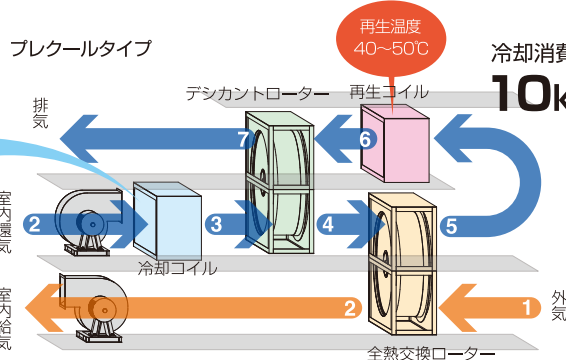 プレクールタイプ
再生温度
40〜50℃
冷却消費
10k
デシカントローター
再生コイル
排気
7
6
室内還気
2
3
4
5
冷却コイル
室内給気
2
1
外気
全熱交換ローター